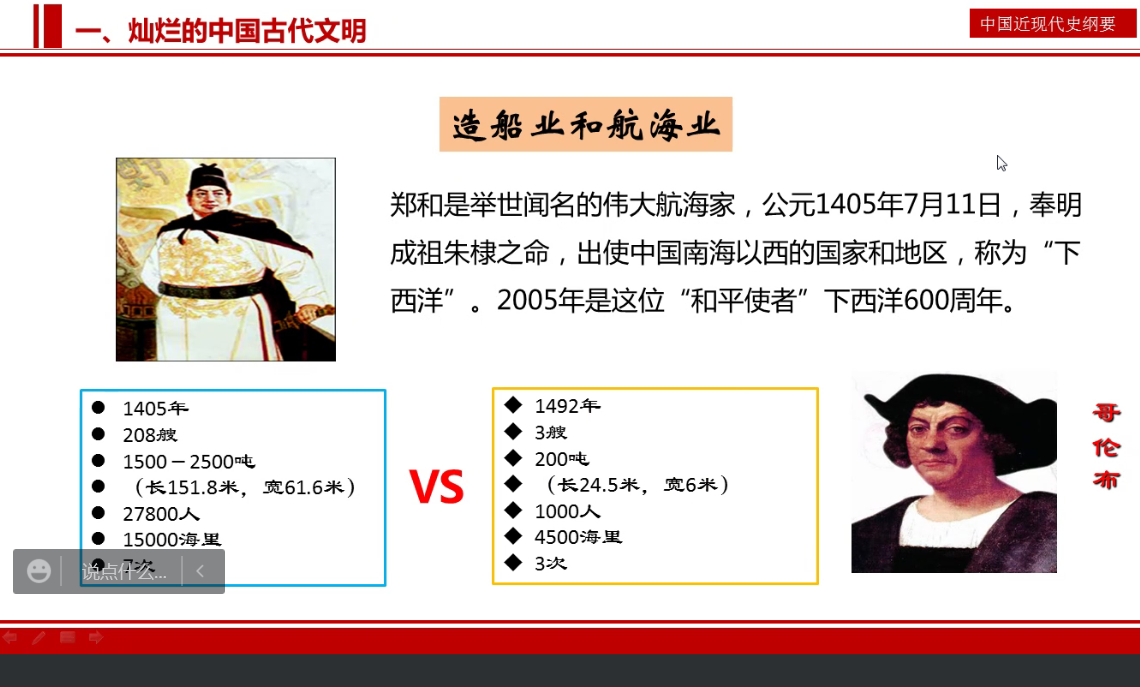 一、灿烂的中国古代文明
中国近现代史纲要
造船业和航海业
郑和是举世闻名的伟大航海家，公元1405年7月11日，奉明
成祖朱棣之命，出使中国南海以西的国家和地区，称为“下
西洋”。2005年是这位“和平使者”下西洋600周年。
1405年
208艘
1500－2500吨
（长151.8米，宽61.6米）
27800人
15000海里
7次
说点什么...
VS
1492年
3艘
200吨
（长24.5米，宽6米）
1000人
4500海里
3次
哥伦布